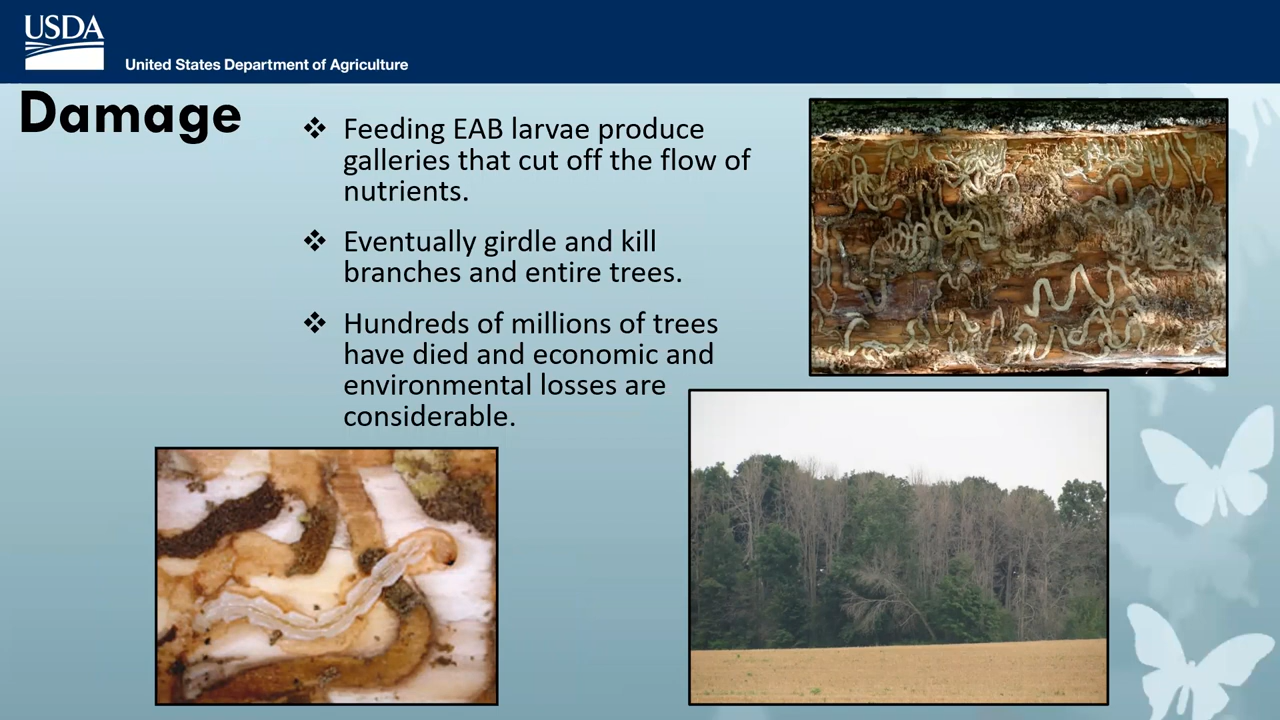 USDA
United States Department of Agriculture
Damage
❖ Feeding EAB larvae produce
galleries that cut off the flow of
nutrients.
❖ Eventually girdle and kill
branches and entire trees.
❖ Hundreds of millions of trees
have died and economic and
environmental losses are
considerable.